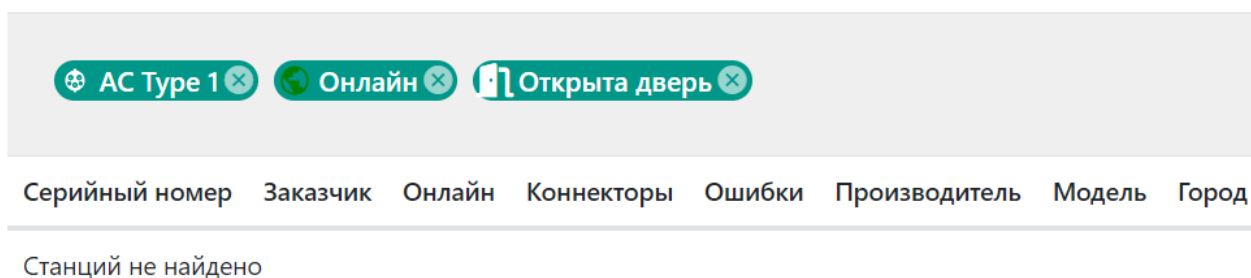 AC Type 1 Онлайн Открыта дверь
Серийный номер Заказчик Онлайн Коннекторы Ошибки Производитель Модель Город
Станций не найдено